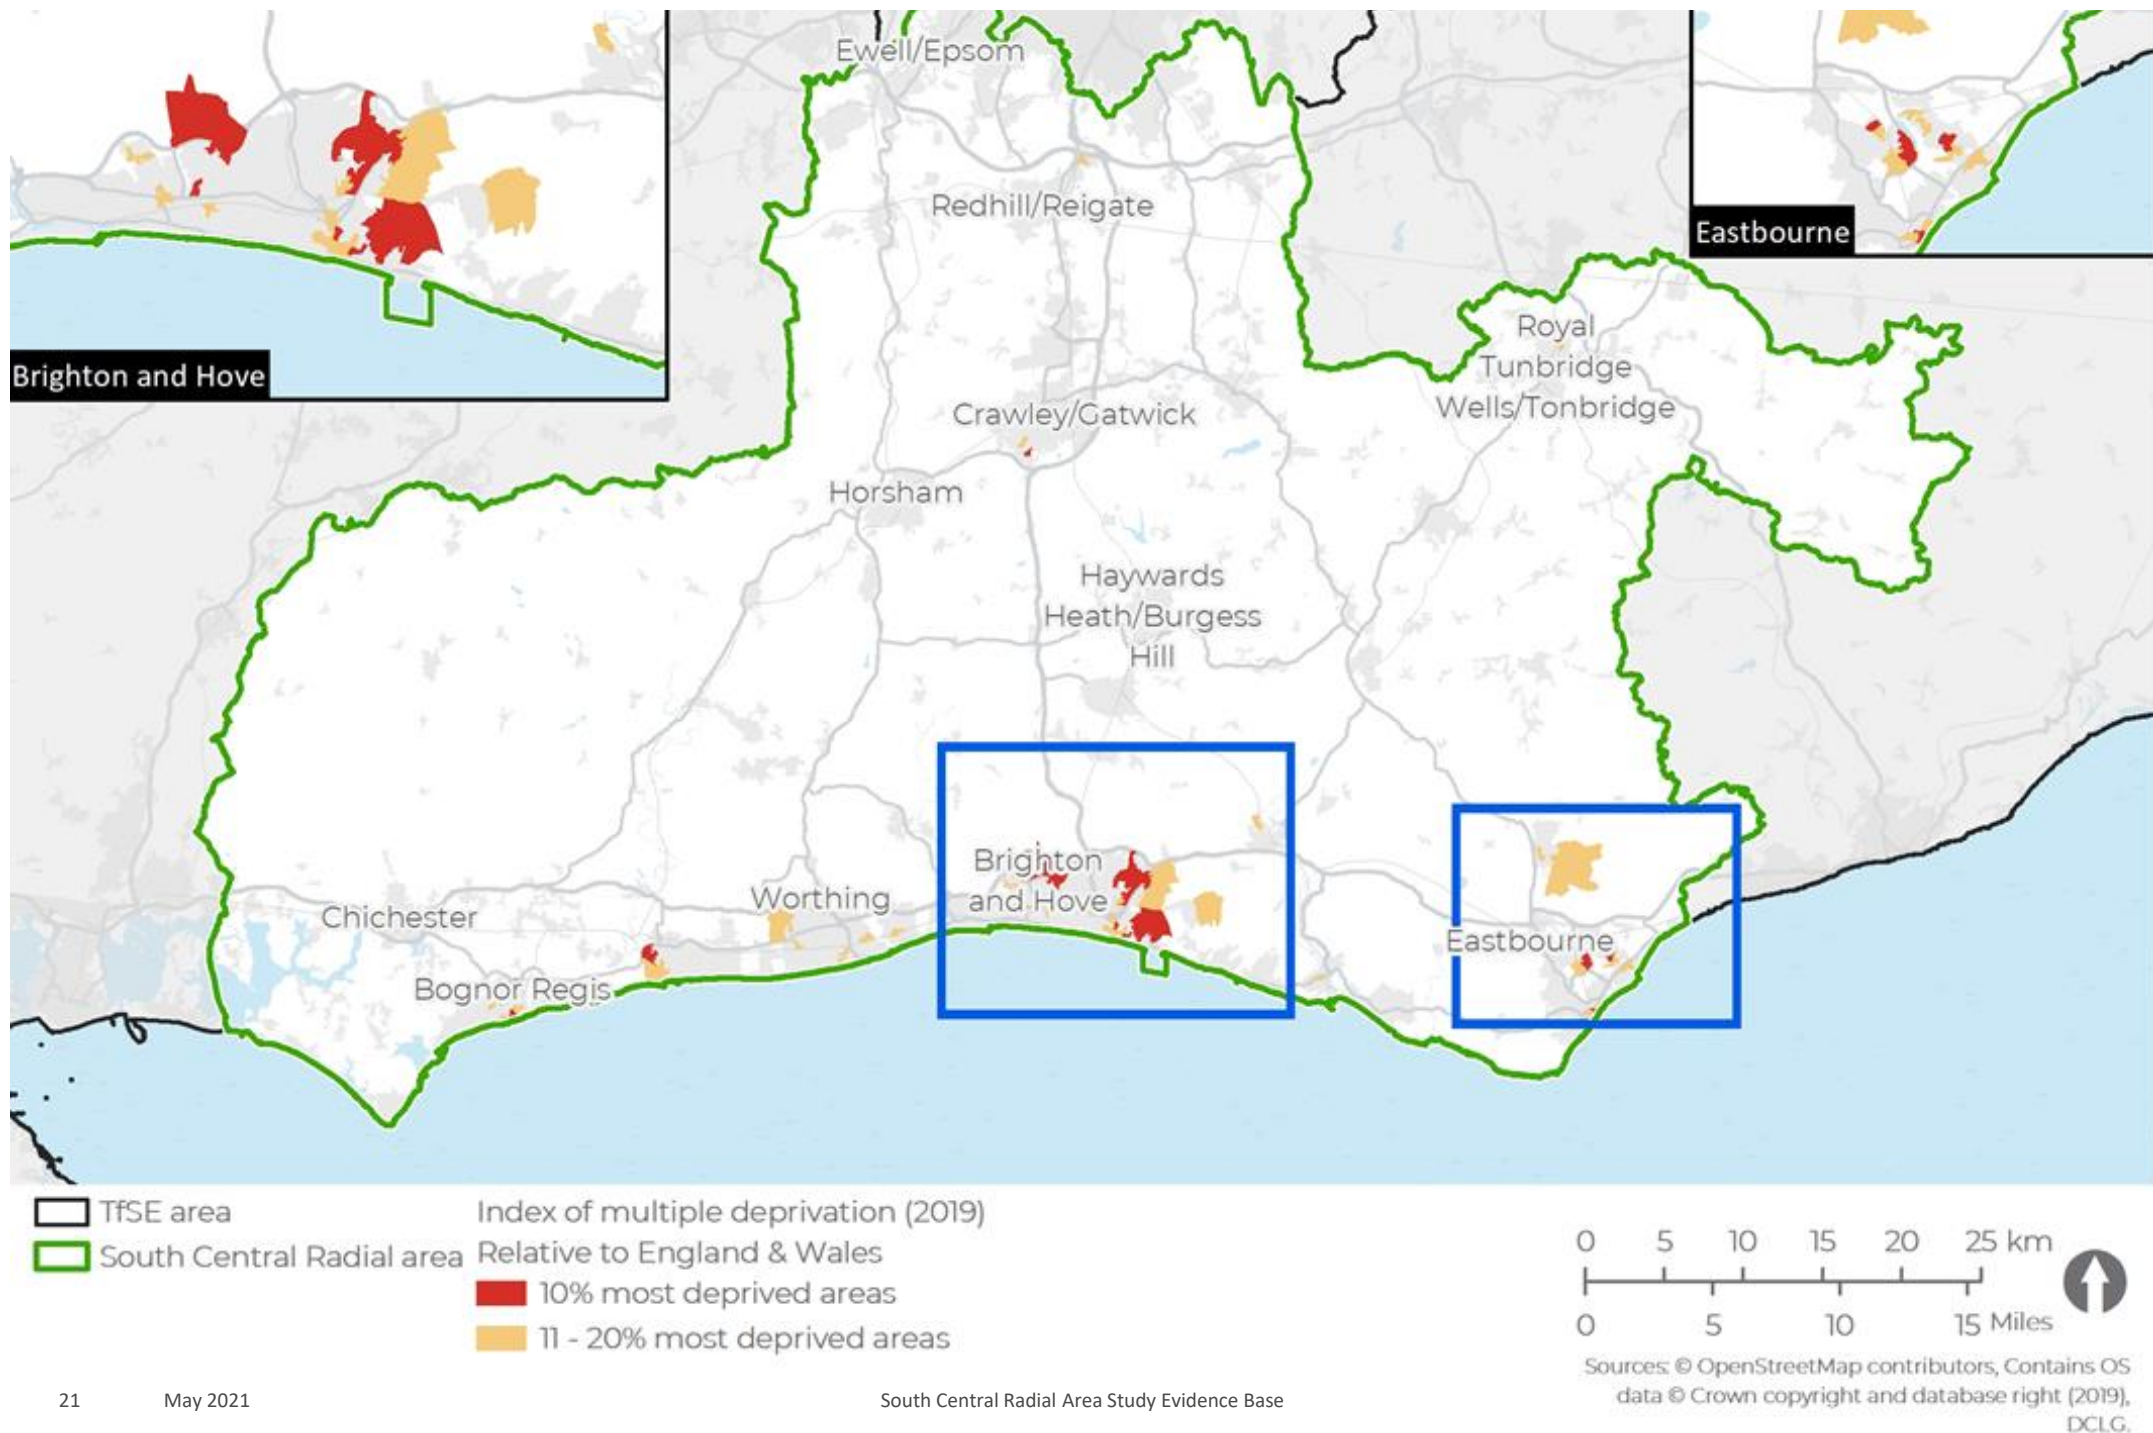 Ewell/Epsom
Redhill/Reigate
Eastbourne
Royal
Tunbridge
Wells/Tonbridge
Brighton and Hove
Crawley/Gatwick
Horsham
Haywards
Heath/Burgess
Hill
Brighton
and Hove
Worthing
Chichester
Eastbourne
Bognor Regis
TfSE area
South Central Radial area
Index of multiple deprivation (2019)
Relative to England & Wales
10% most deprived areas
11 - 20% most deprived areas
0 5 10 15 20 25 km
0 5 10 15 Miles
Sources: © OpenStreetMap contributors, Contains OS
data © Crown copyright and database right (2019),
DCLG.
21 May 2021 South Central Radial Area Study Evidence Base